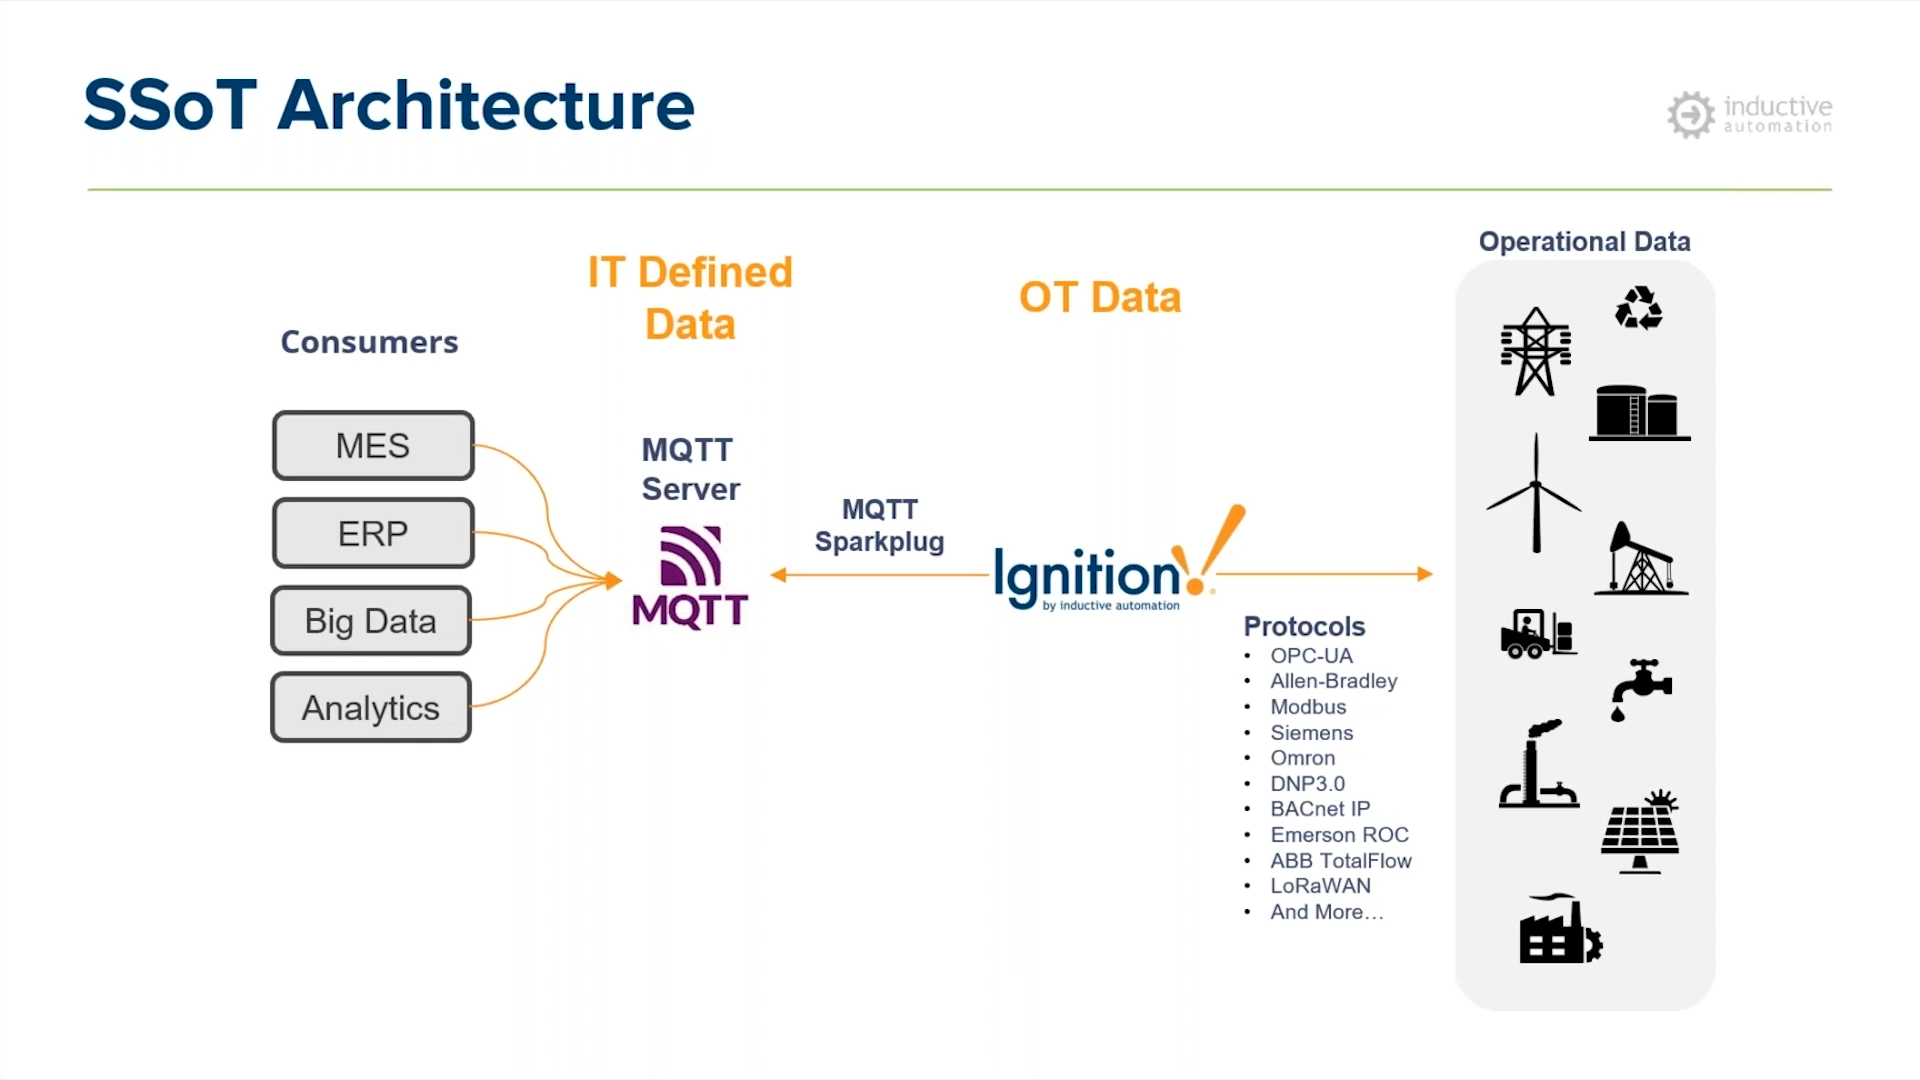 SSoT Architecture
inductive
automation
Operational Data
IT Defined
Data
OT Data
Consumers
MES
ERP
Big Data
Analytics
MQTT
Server
MQTT
MQTT
Sparkplug
Ignition!
by inductive automation
Protocols
• OPC-UA
• Allen-Bradley
• Modbus
• Siemens
• Omron
• DNP3.0
• BACnet IP
• Emerson ROC
• ABB TotalFlow
• LoRaWAN
• And More…